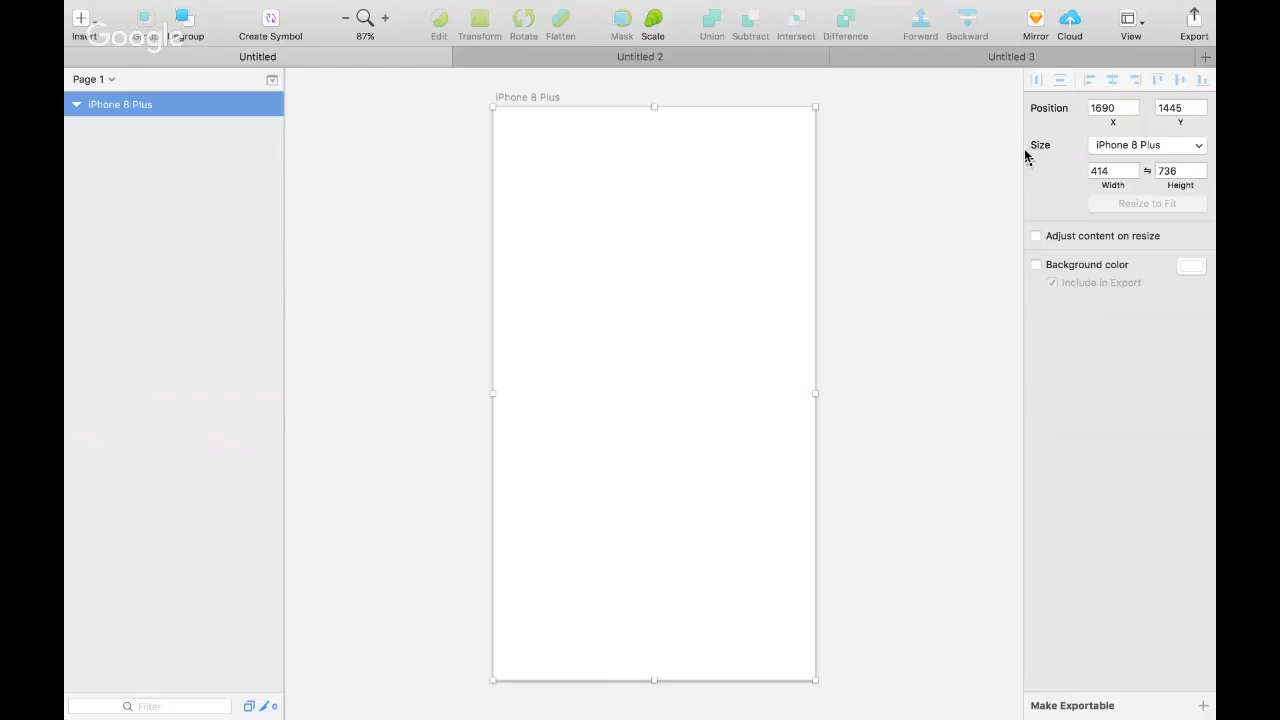 Insert Group Ungroup Create Symbol 87% Edit Transform Rotate Flatten Mask Scale Union Subtract Intersect Difference Forward Backward Mirror Cloud View Export
Google
Untitled Untitled 2 Untitled 3
Page 1
iPhone 8 Plus
iPhone 8 Plus
Position 1690 1445
X Y
Size iPhone 8 Plus
414 736
Width Height
Resize to Fit
Adjust content on resize
Background color
Include in Export
Filter 0
Make Exportable